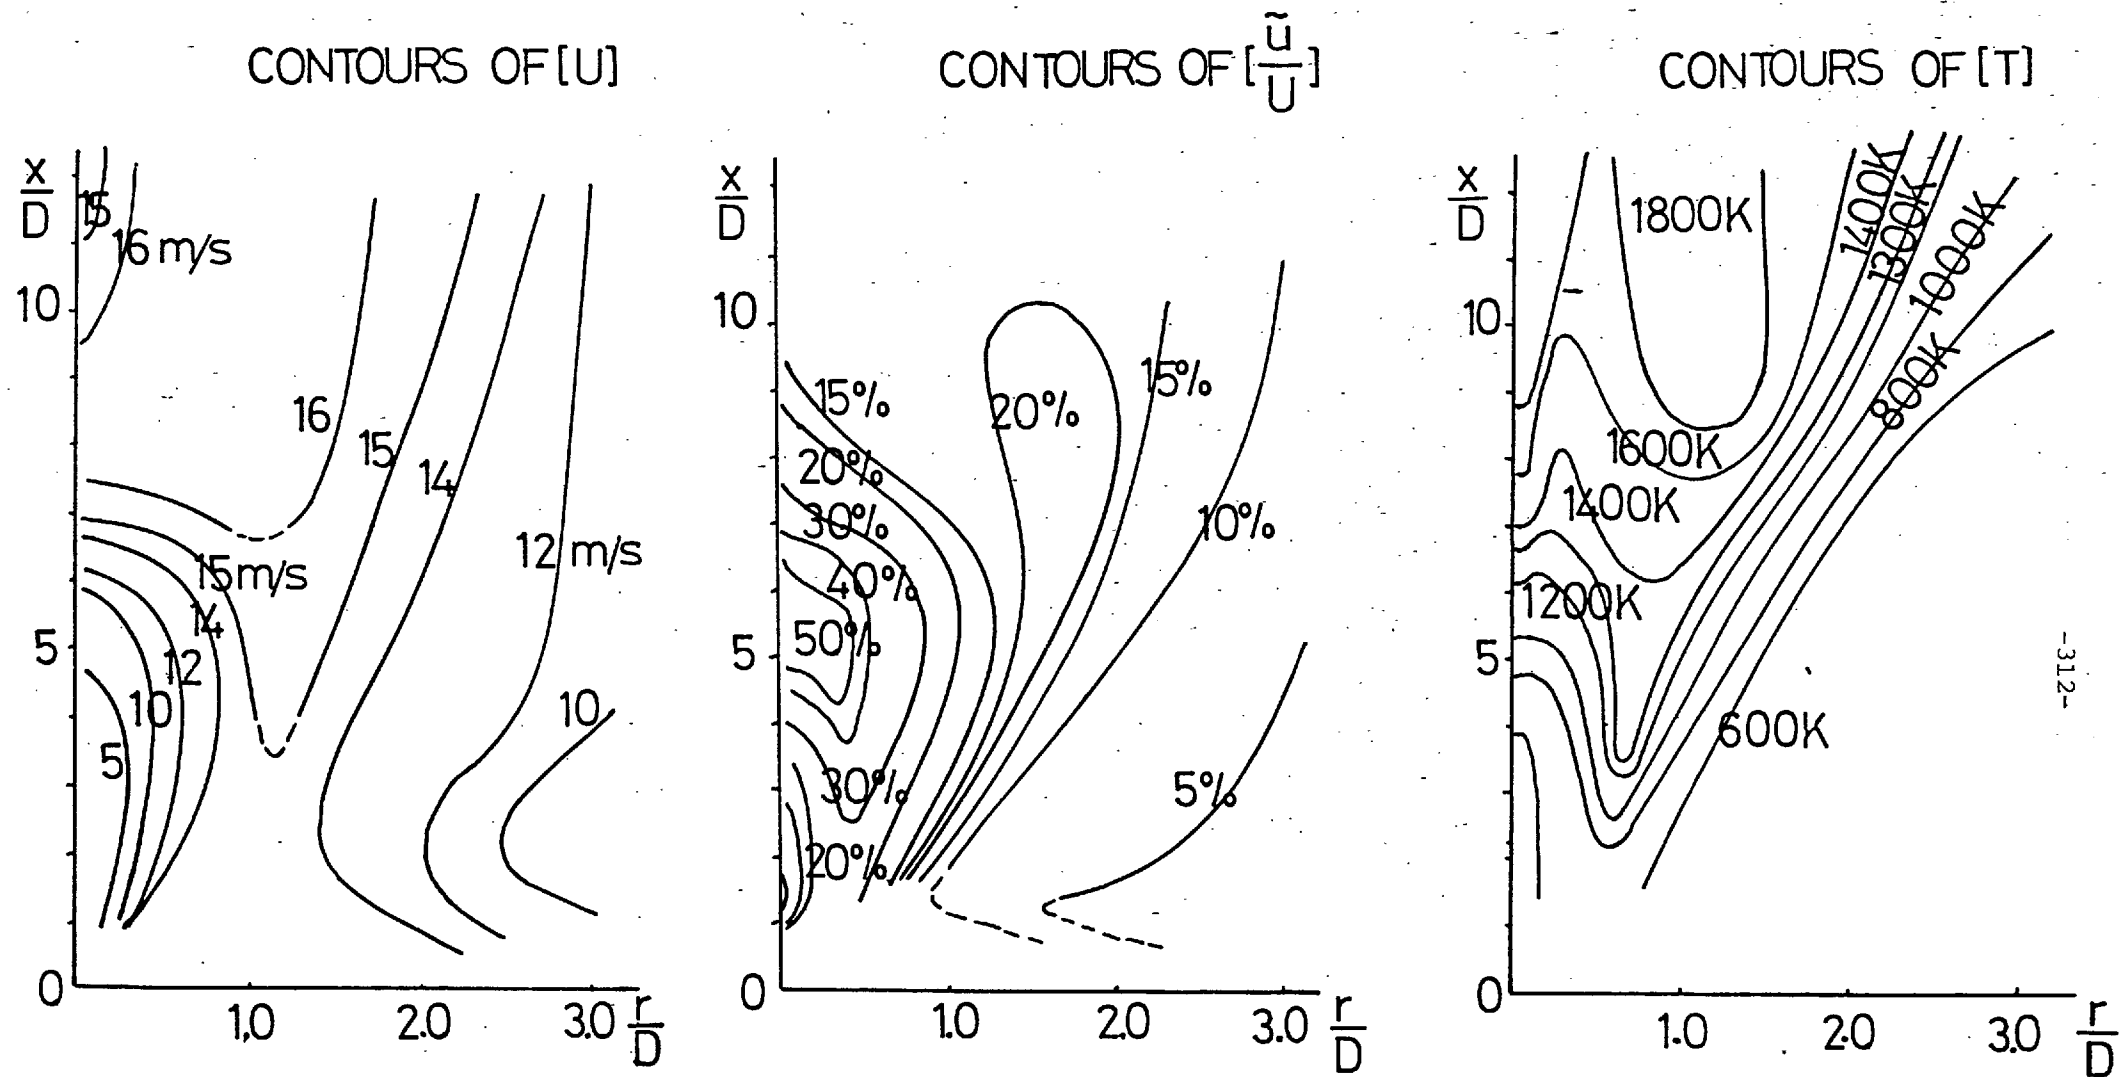 CONTOURS OF [U]
x/D
15
16 m/s
10
16
15
14
12 m/s
15 m/s
14
12
10
5
5
10
0
1.0
2.0
3.0
r/D
CONTOURS OF [ũ/U]
x/D
10
15%
20%
30%
40%
50%
5
30%
20%
20%
15%
10%
5%
0
1.0
2.0
3.0
r/D
CONTOURS OF [T]
x/D
1800K
1400K
1300K
1000K
800K
10
1600K
1400K
1200K
5
600K
0
1.0
2.0
3.0
r/D
-312-